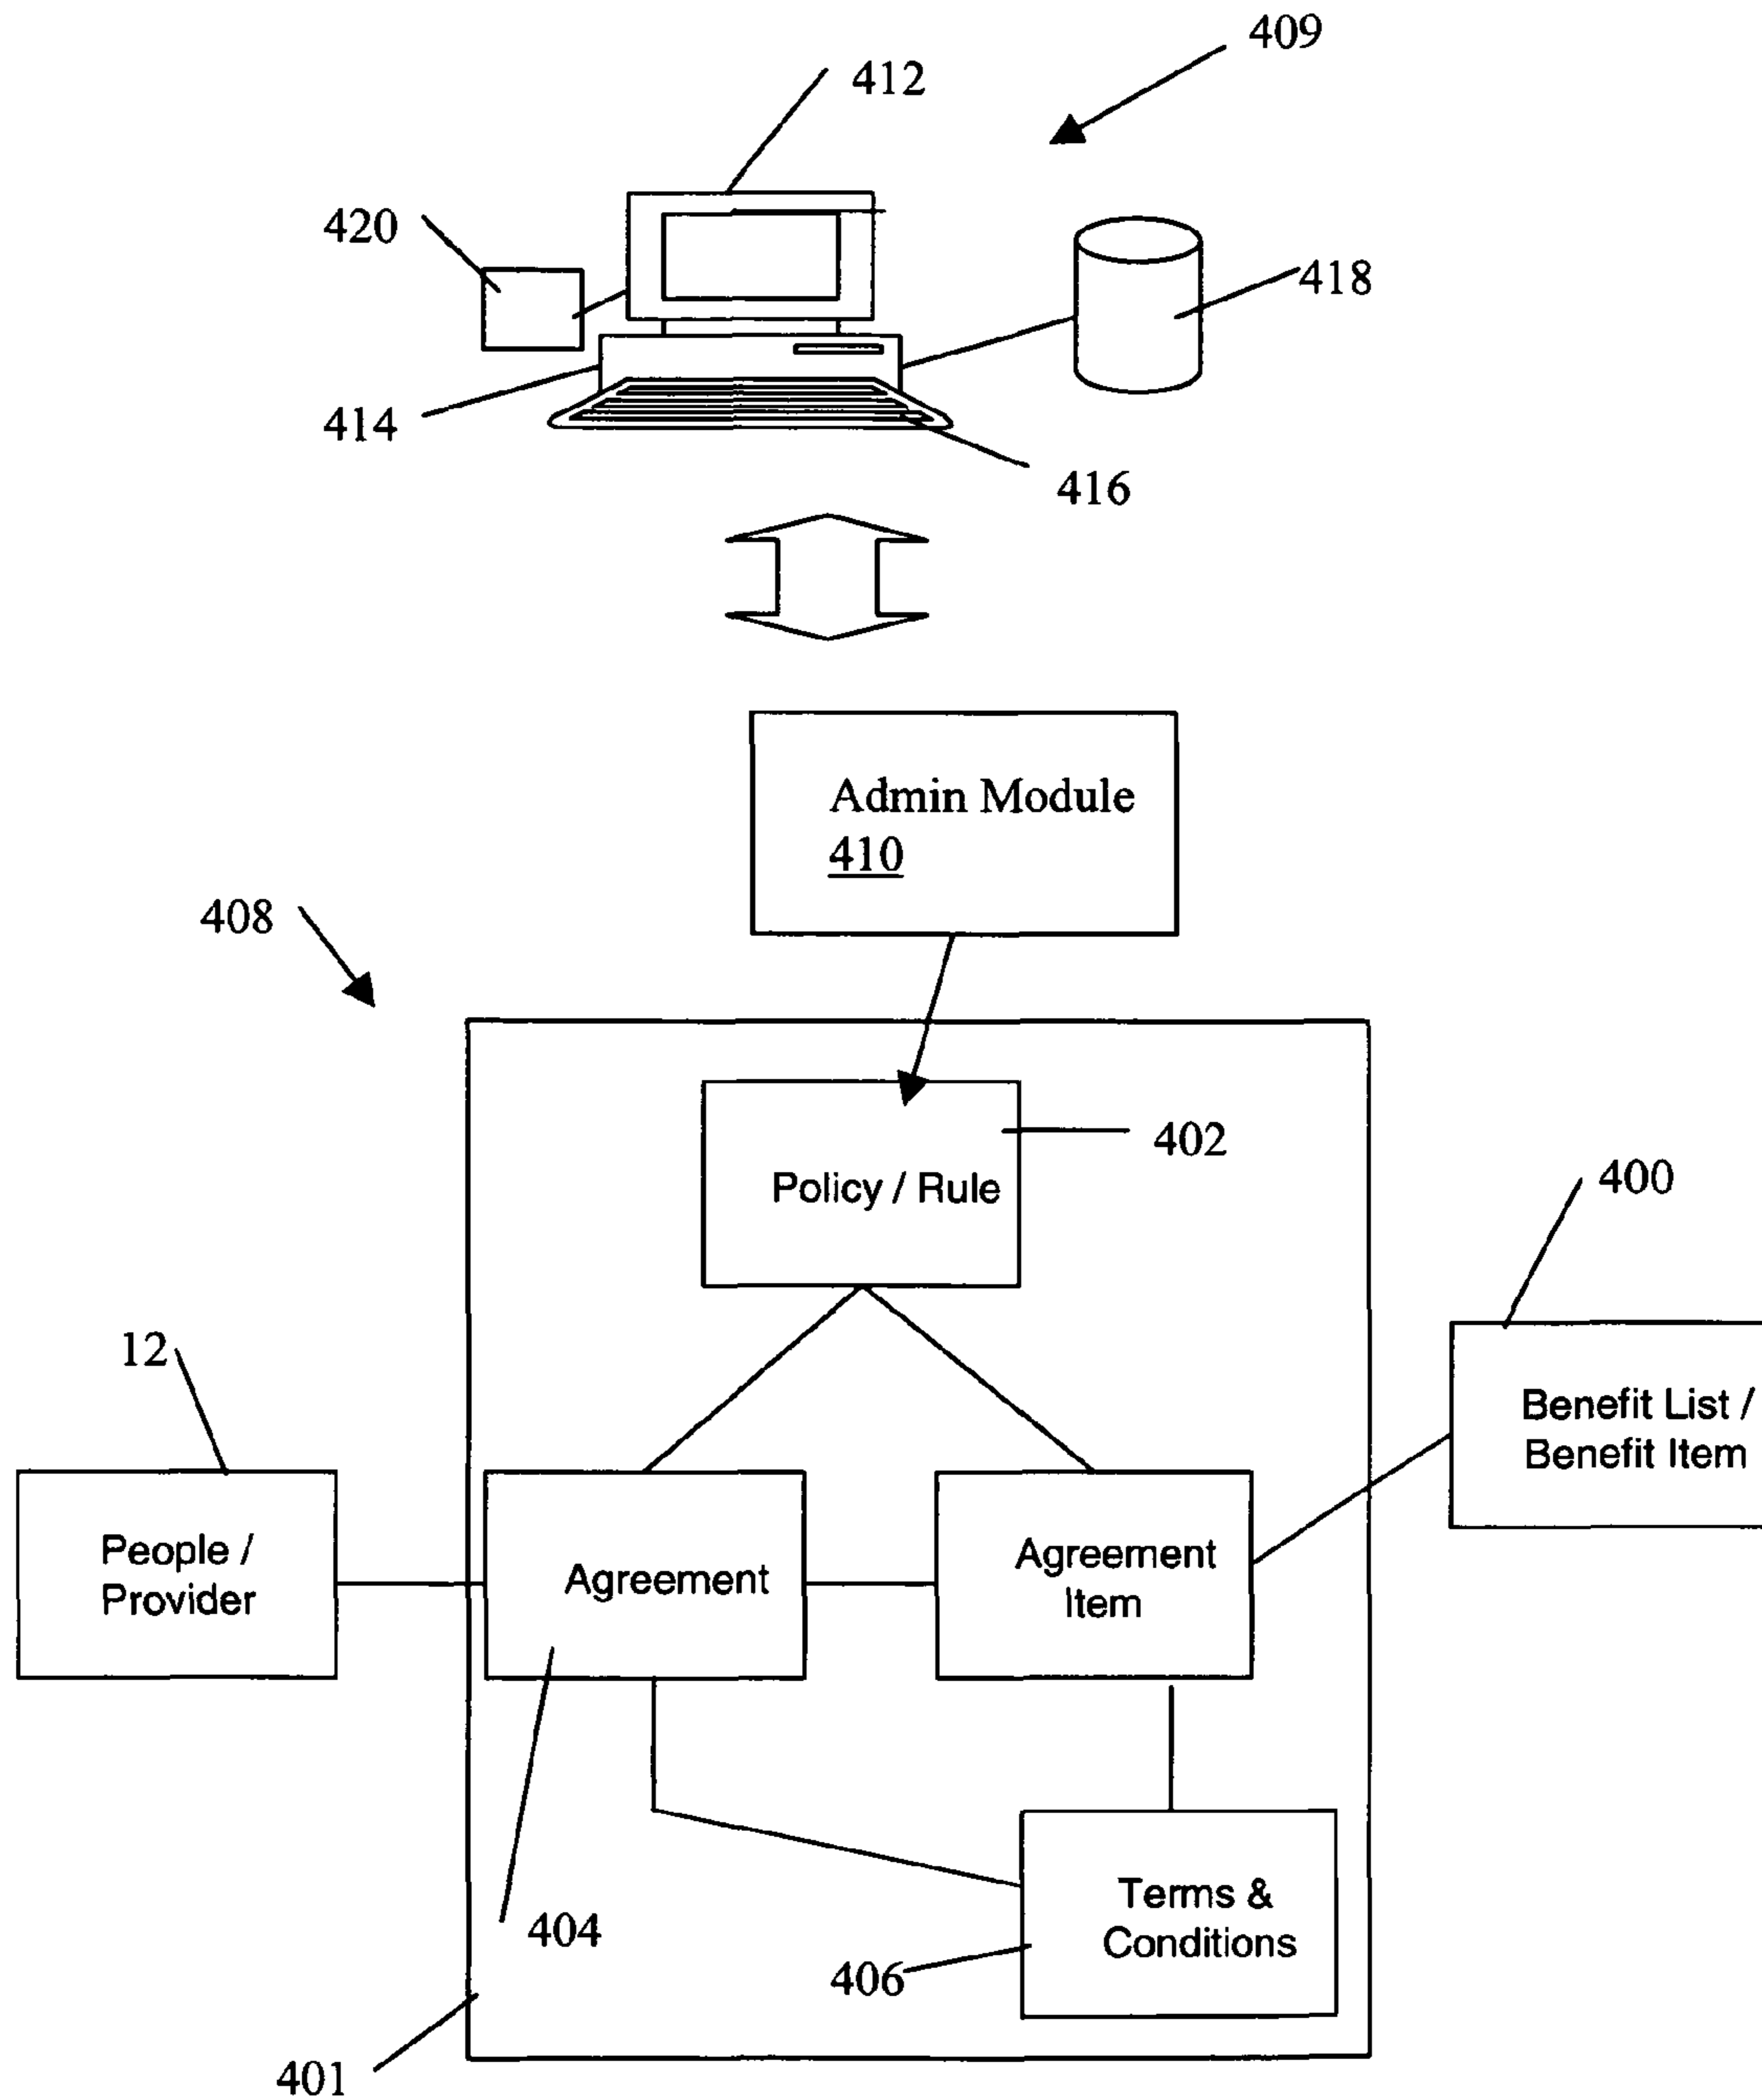 409
412
420
418
414
416
Admin Module
410
408
402
Policy / Rule
400
12
Benefit List /
Benefit Item
People /
Provider
Agreement
Agreement
Item
Terms &
Conditions
404
406
401